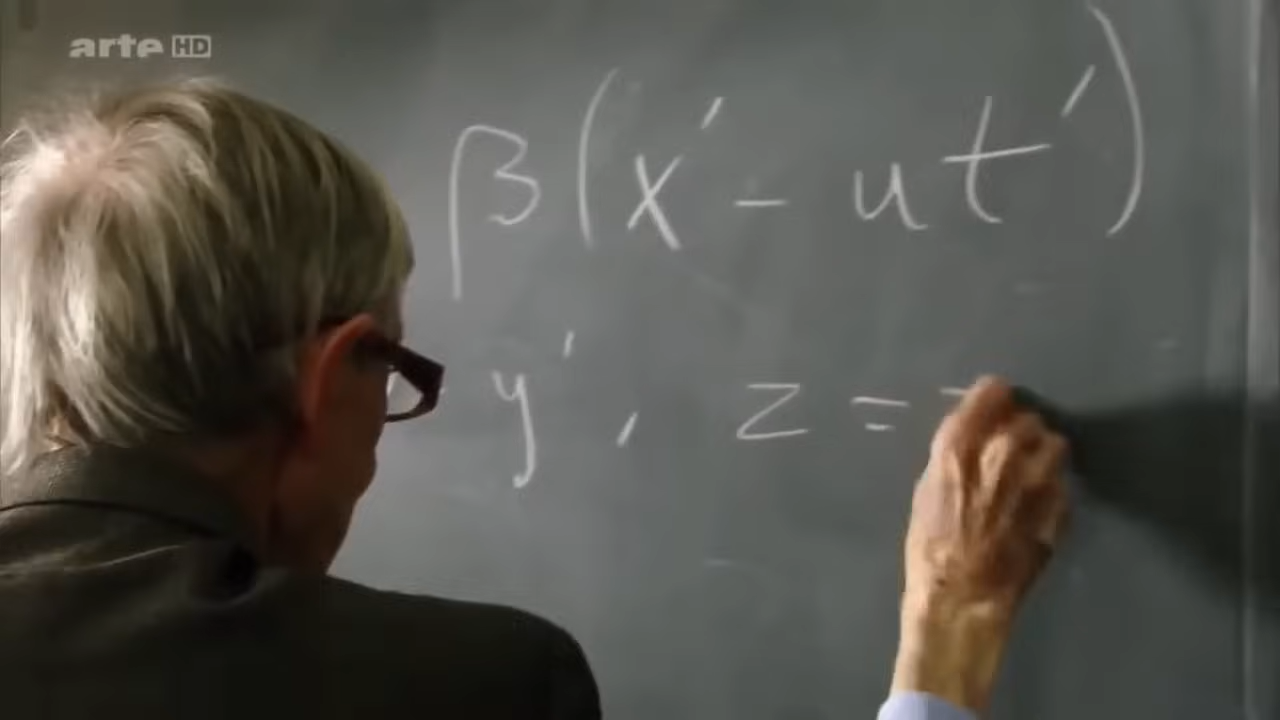 arte HD
β(x′ - ut′)
y′, z =